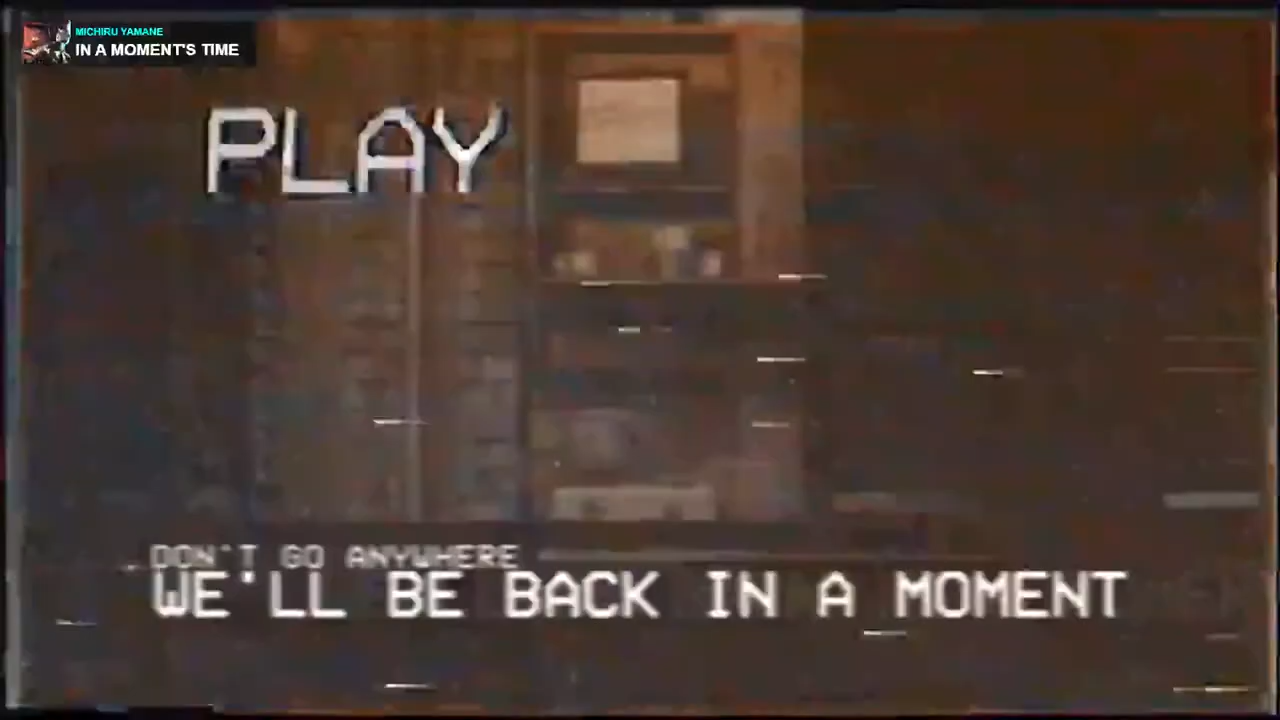 MICHIRU YAMANE
IN A MOMENT'S TIME
PLAY
DON'T GO ANYWHERE
WE'LL BE BACK IN A MOMENT